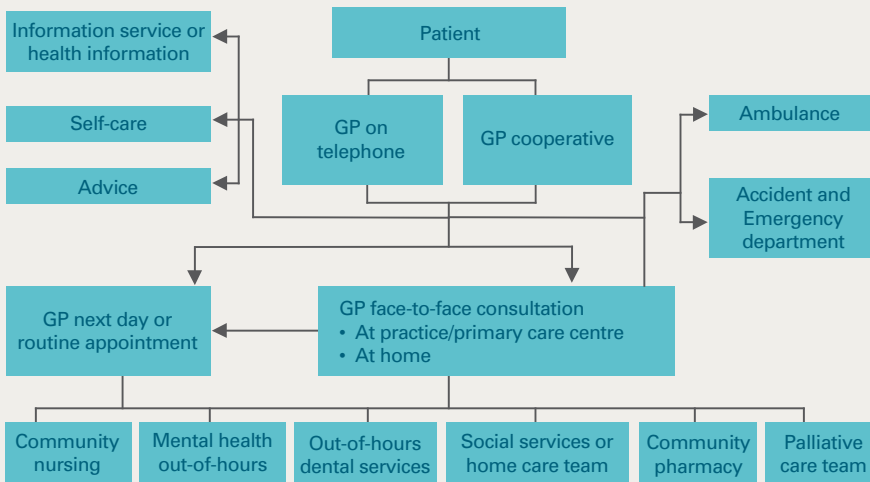 Information service or
health information
Patient
Self-care
GP on
telephone
GP cooperative
Ambulance
Advice
Accident and
Emergency
department
GP next day or
routine appointment
GP face-to-face consultation
• At practice/primary care centre
• At home
Community
nursing
Mental health
out-of-hours
Out-of-hours
dental services
Social services or
home care team
Community
pharmacy
Palliative
care team